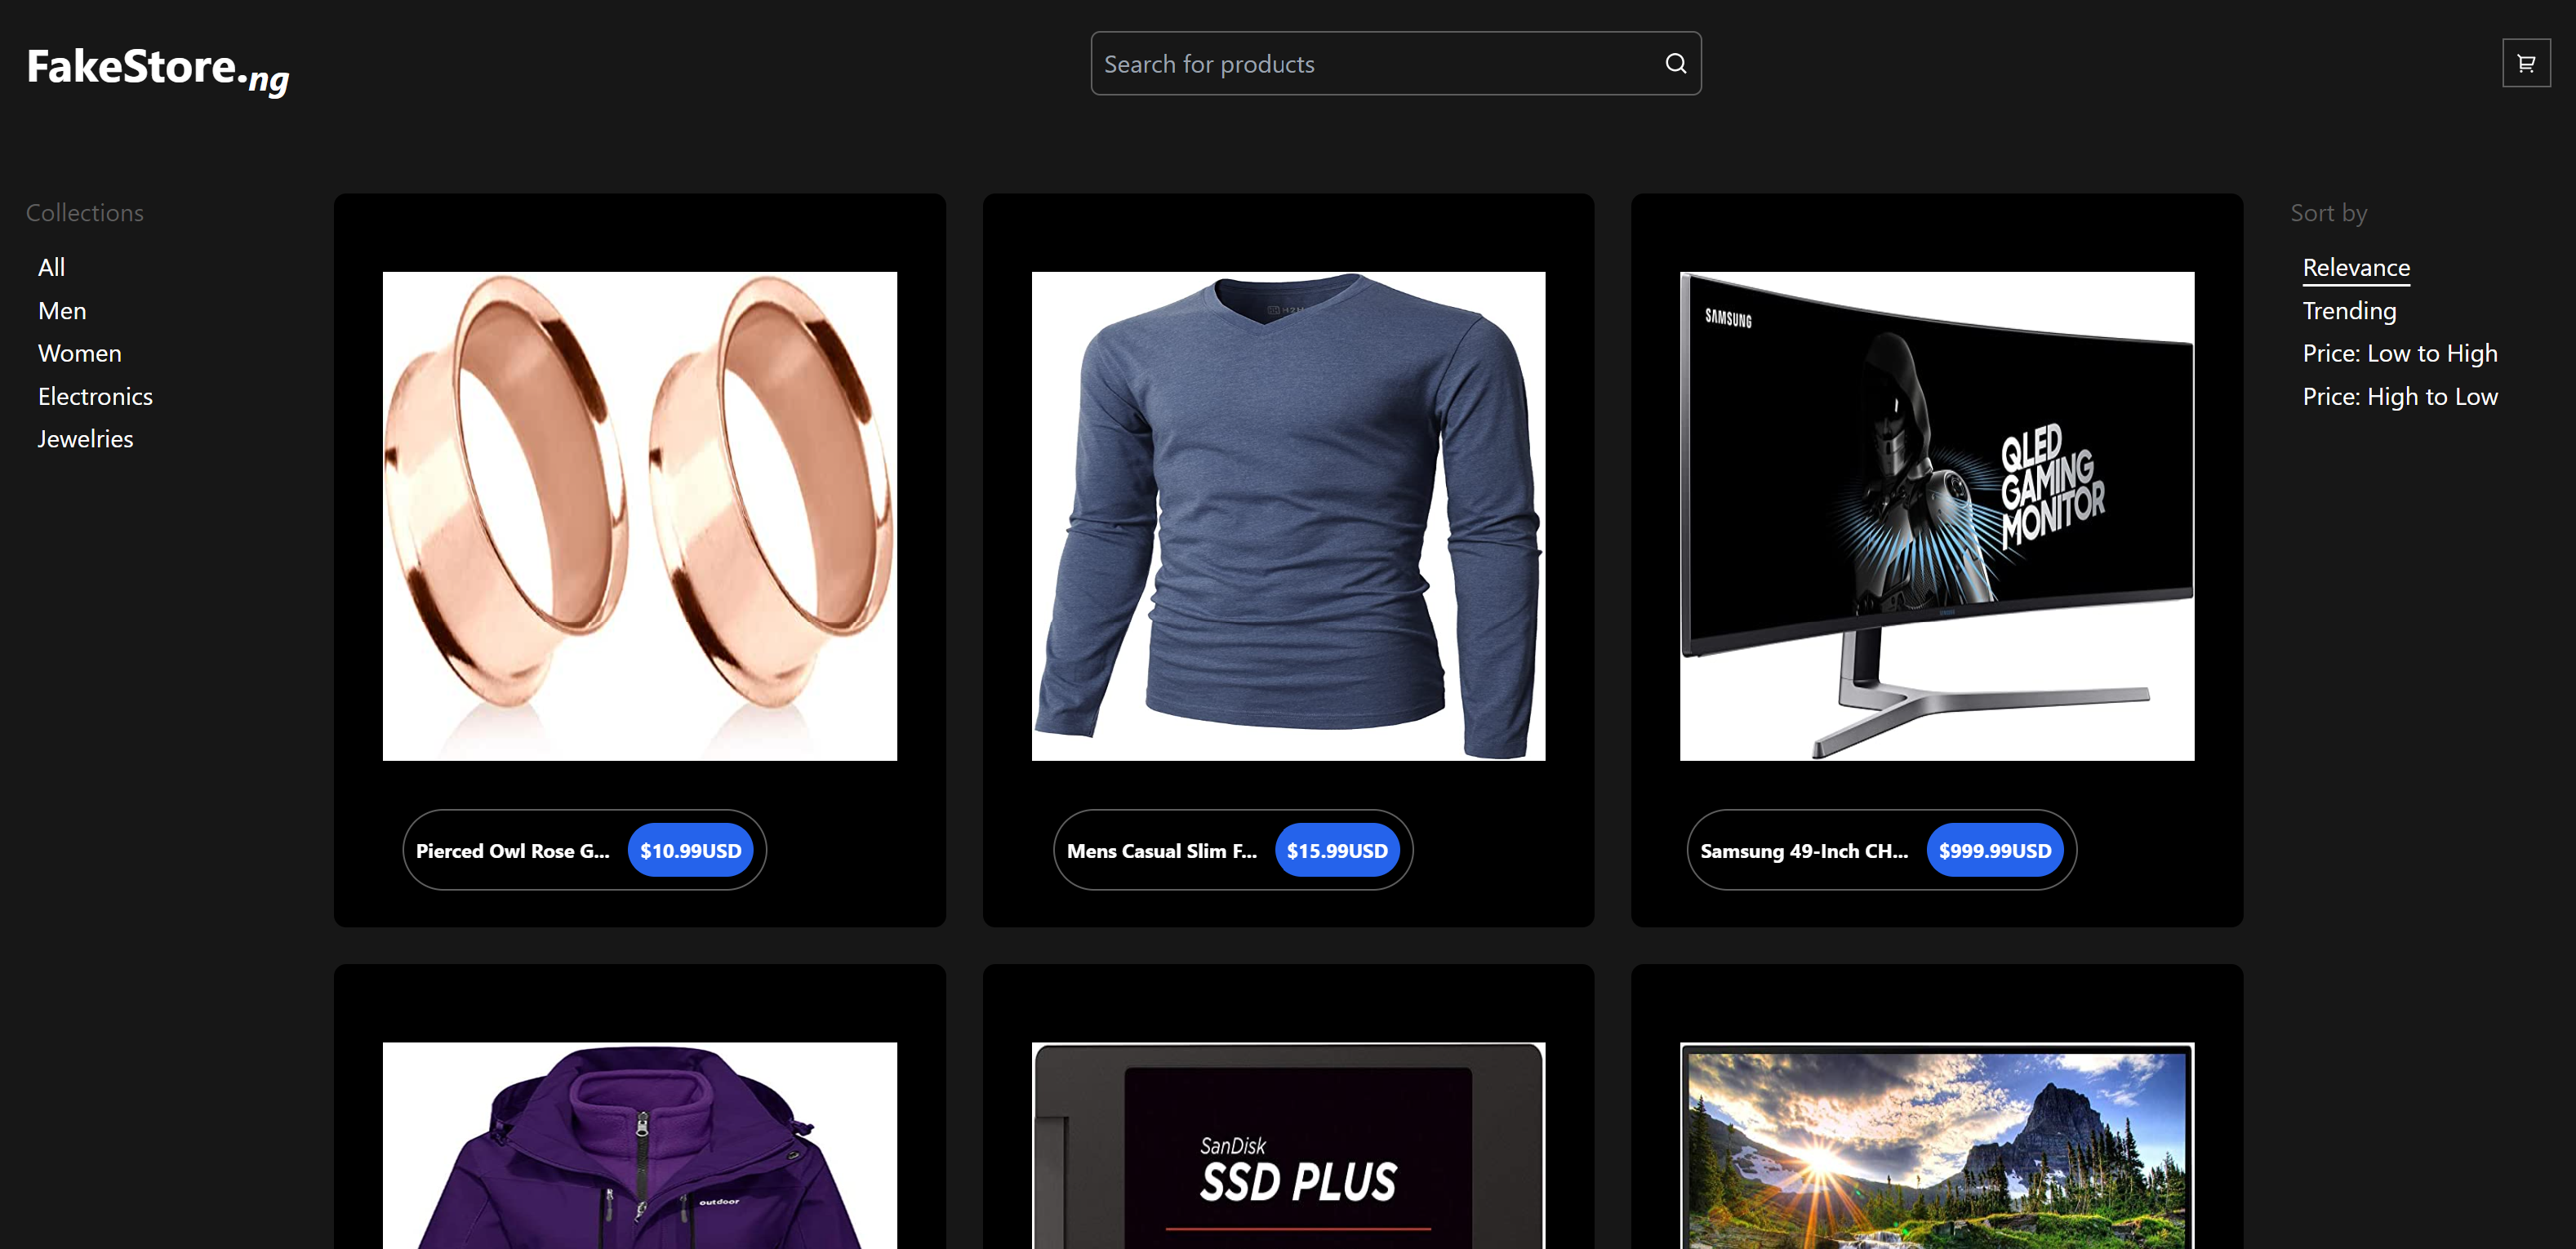 FakeStore.ng
Search for products
Collections
All
Men
Women
Electronics
Jewelries
Sort by
Relevance
Trending
Price: Low to High
Price: High to Low
SAMSUNG
QLED
GAMING
MONITOR
Pierced Owl Rose G... $10.99USD
Mens Casual Slim F... $15.99USD
Samsung 49-Inch CH... $999.99USD
outdoor
SanDisk
SSD PLUS